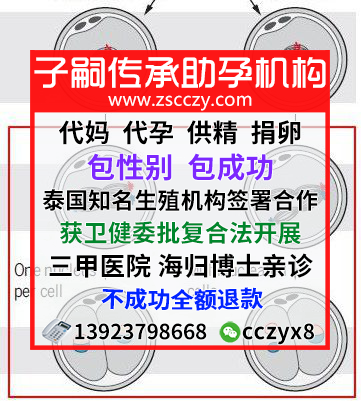 子嗣传承助孕机构
www.zsczy.com
代妈 代孕 供精 捐卵
包性别 包成功
泰国知名生殖机构签署合作
获卫健委批复合法开展
三甲医院 海归博士亲诊
One n
per cell
不成功全额退款
13923798668 cczyx8